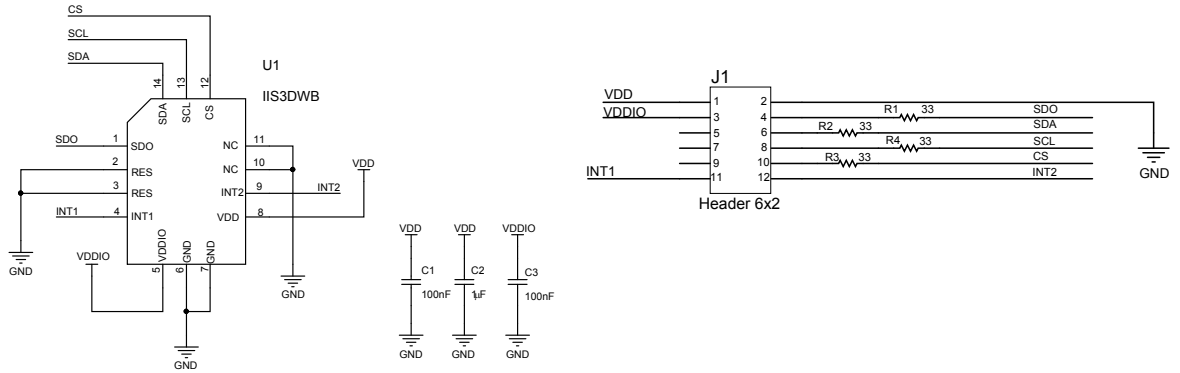 CS
SCL
SDA
U1
IIS3DWB
14
13
12
SDA
SCL
CS
SDO 1 SDO
2 RES
3 RES
INT1 4 INT1
NC 11
NC 10
INT2 9 INT2
VDD 8
VDD
VDDIO
GND
GND
5
6
7
VDDIO
GND
GND
GND
VDD
C1
100nF
GND
VDD
C2
1µF
GND
VDDIO
C3
100nF
GND
J1
VDD 1 2
VDDIO 3 4 R1 33 SDO
5 6 R2 33 SDA
7 8 R4 33 SCL
9 10 R3 33 CS
INT1 11 12 INT2
Header 6x2
GND